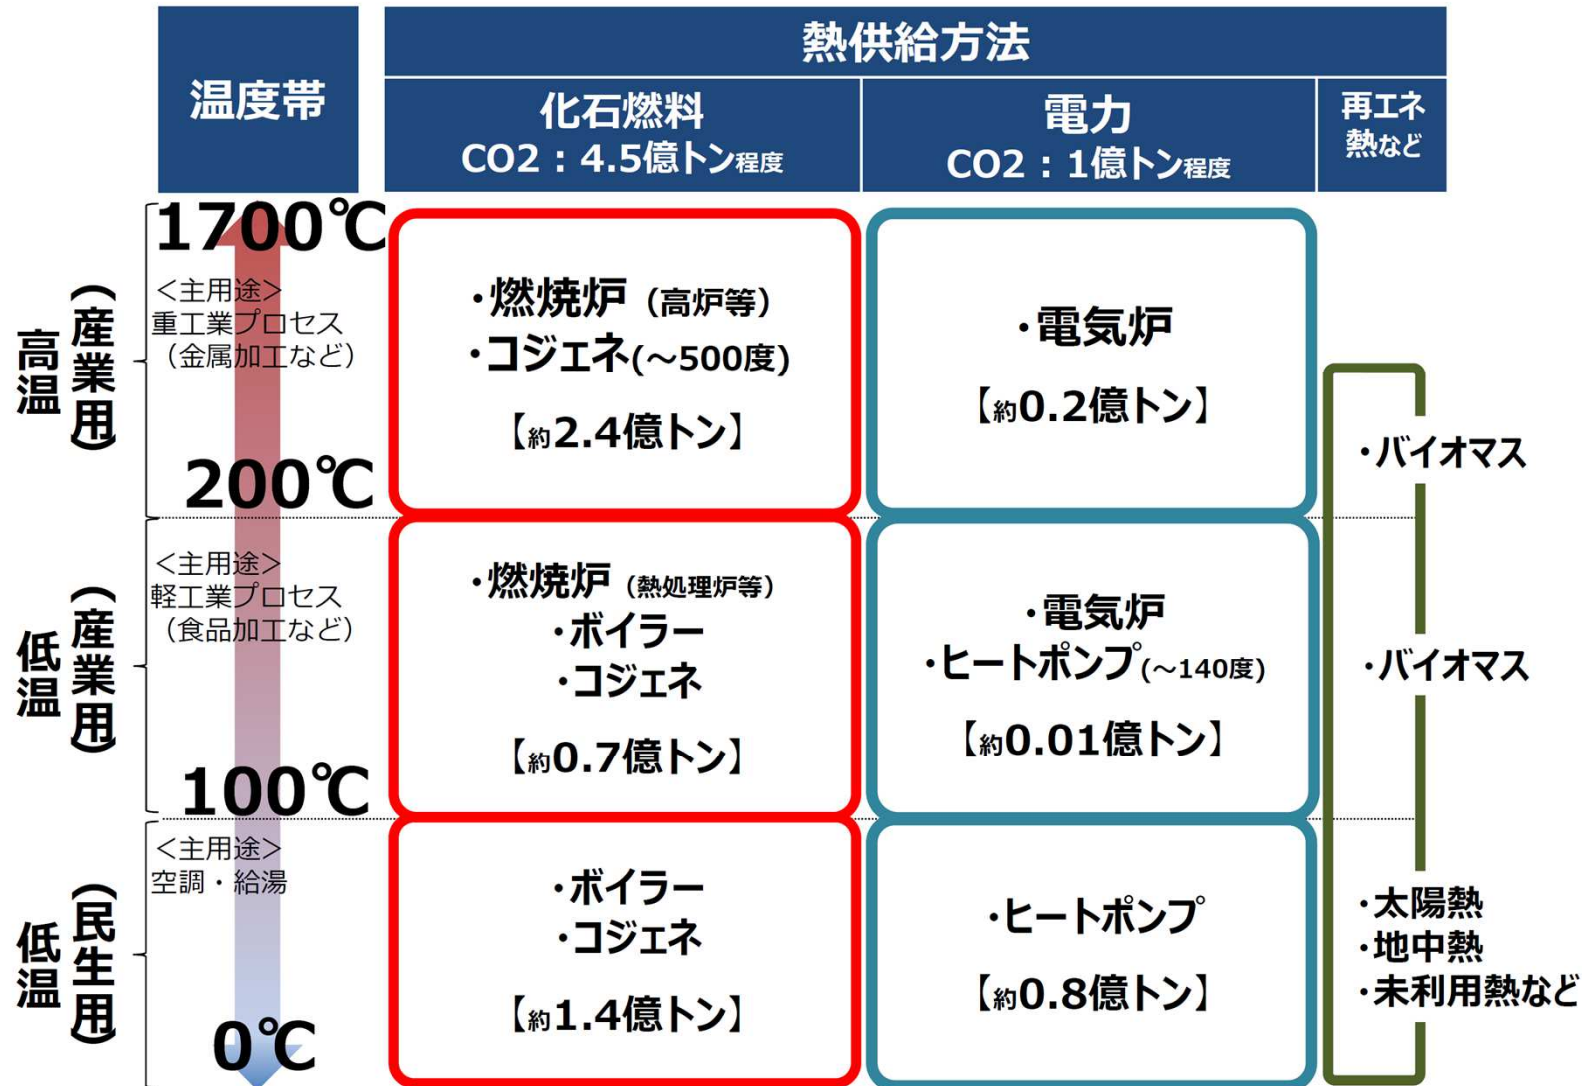 温度帯
熱供給方法
化石燃料
CO2：4.5億トン程度
電力
CO2：1億トン程度
再エネ
熱など
高温
（産業用）
1700℃
＜主用途＞
重工業プロセス
（金属加工など）
200℃
・燃焼炉（高炉等）
・コジェネ(～500度)
【約2.4億トン】
・電気炉
【約0.2億トン】
・バイオマス
低温
（産業用）
＜主用途＞
軽工業プロセス
（食品加工など）
100℃
・燃焼炉（熱処理炉等）
・ボイラー
・コジェネ
【約0.7億トン】
・電気炉
・ヒートポンプ(～140度)
【約0.01億トン】
・バイオマス
低温
（民生用）
＜主用途＞
空調・給湯
0℃
・ボイラー
・コジェネ
【約1.4億トン】
・ヒートポンプ
【約0.8億トン】
・太陽熱
・地中熱
・未利用熱など